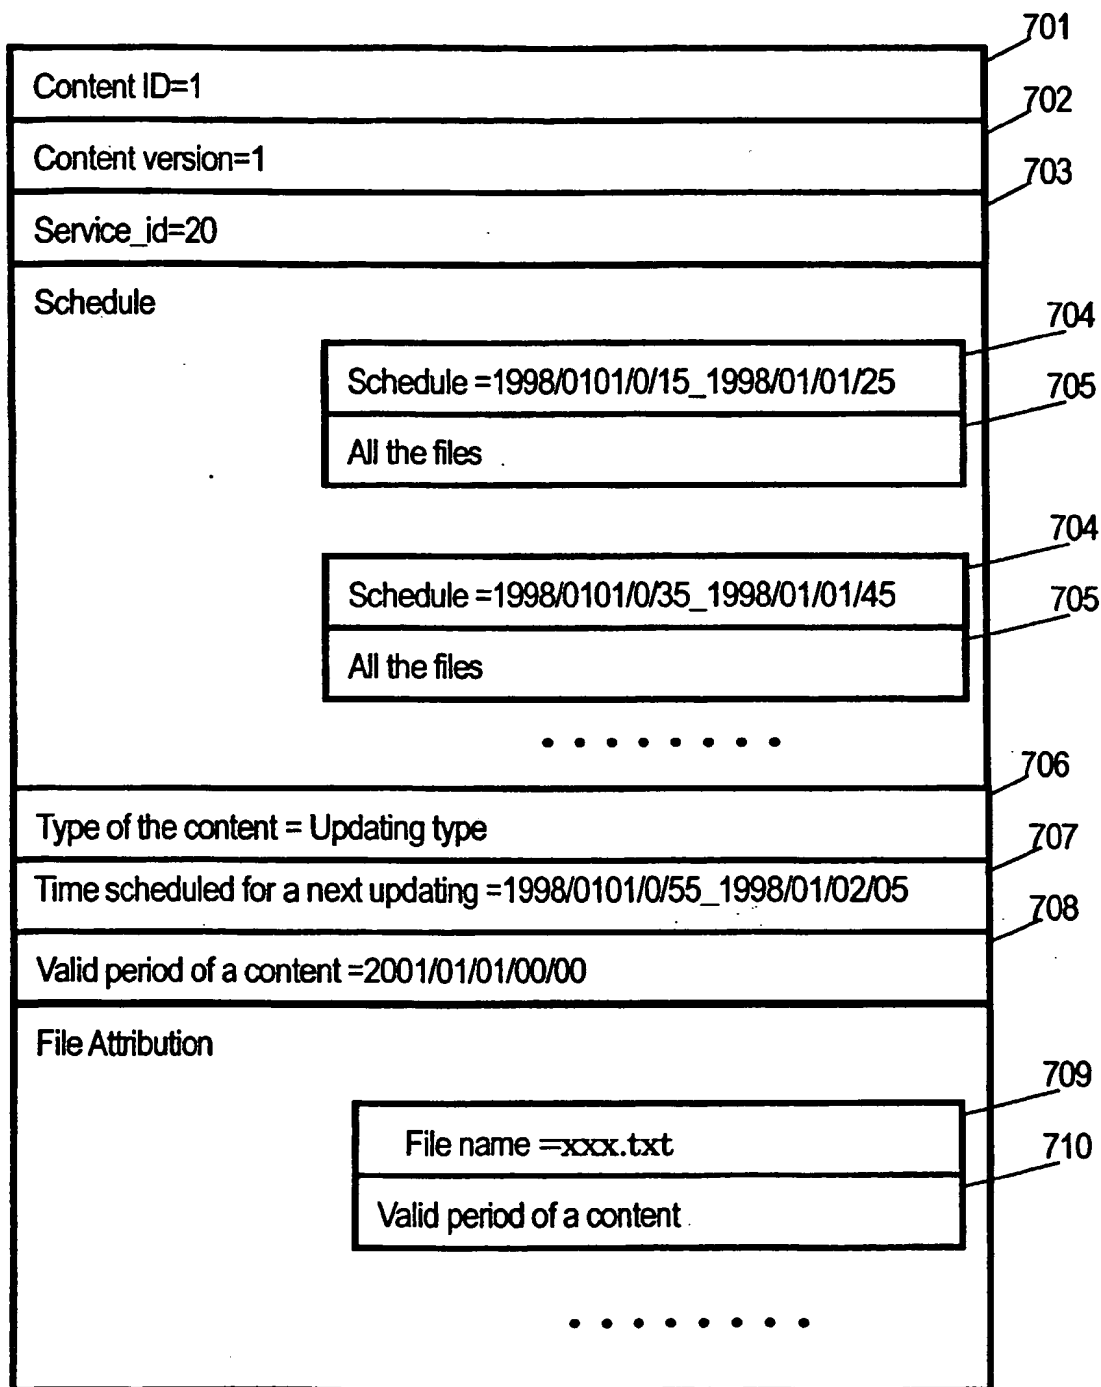 701
Content ID=1
702
Content version=1
703
Service_id=20
Schedule
704
Schedule =1998/0101/0/15_1998/01/01/25
705
All the files
704
Schedule =1998/0101/0/35_1998/01/01/45
705
All the files
706
Type of the content = Updating type
707
Time scheduled for a next updating =1998/0101/0/55_1998/01/02/05
708
Valid period of a content =2001/01/01/00/00
File Attribution
709
File name =xxx.txt
710
Valid period of a content